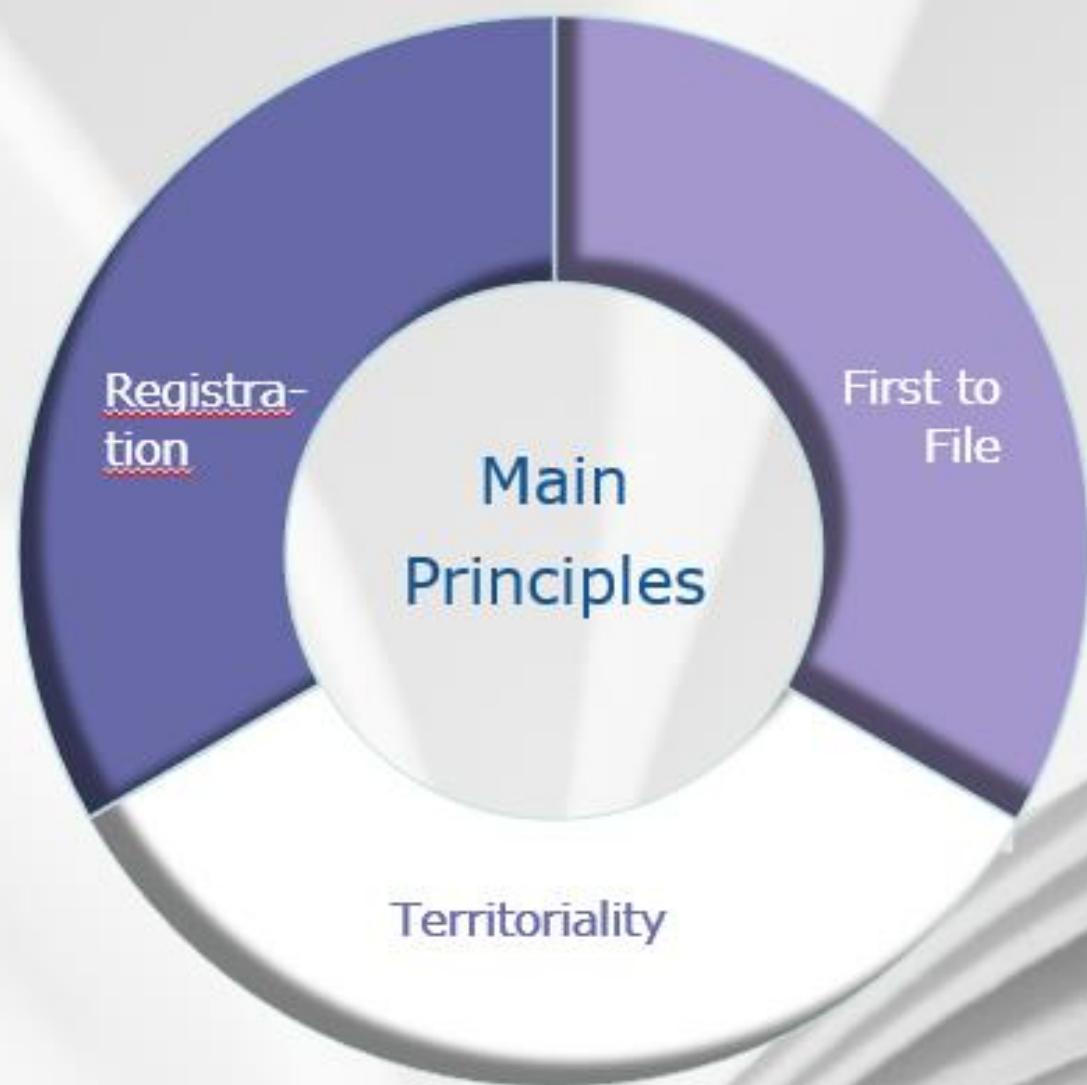 Registra-
tion
First to
File
Main
Principles
Territoriality